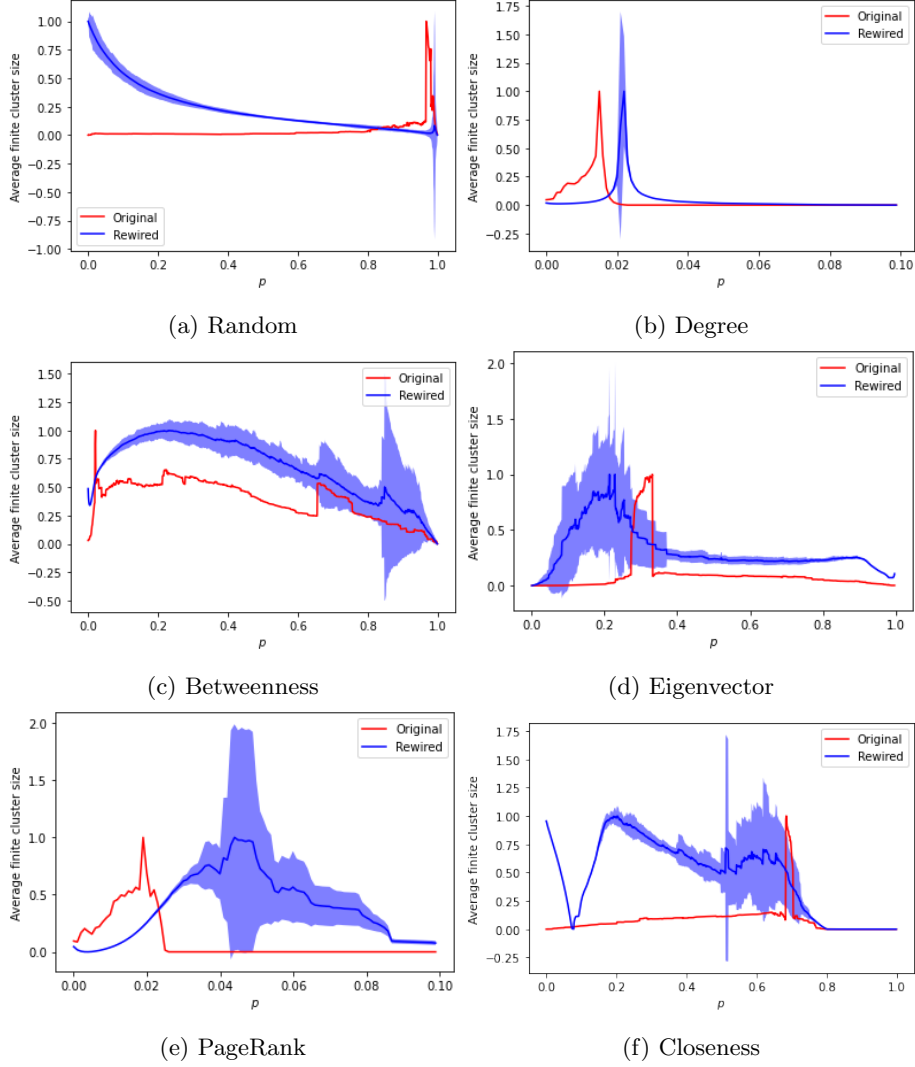 1.00
0.75
0.50
0.25
0.00
−0.25
−0.50
−0.75
−1.00
Average finite cluster size
Original
Rewired
0.0 0.2 0.4 0.6 0.8 1.0
p
(a) Random
1.75
1.50
1.25
1.00
0.75
0.50
0.25
0.00
−0.25
Average finite cluster size
Original
Rewired
0.00 0.02 0.04 0.06 0.08 0.10
p
(b) Degree
1.50
1.25
1.00
0.75
0.50
0.25
0.00
−0.25
−0.50
Average finite cluster size
Original
Rewired
0.0 0.2 0.4 0.6 0.8 1.0
p
(c) Betweenness
2.0
1.5
1.0
0.5
0.0
Average finite cluster size
Original
Rewired
0.0 0.2 0.4 0.6 0.8 1.0
p
(d) Eigenvector
2.0
1.5
1.0
0.5
0.0
Average finite cluster size
Original
Rewired
0.00 0.02 0.04 0.06 0.08 0.10
p
(e) PageRank
1.75
1.50
1.25
1.00
0.75
0.50
0.25
0.00
−0.25
Average finite cluster size
Original
Rewired
0.0 0.2 0.4 0.6 0.8 1.0
p
(f) Closeness